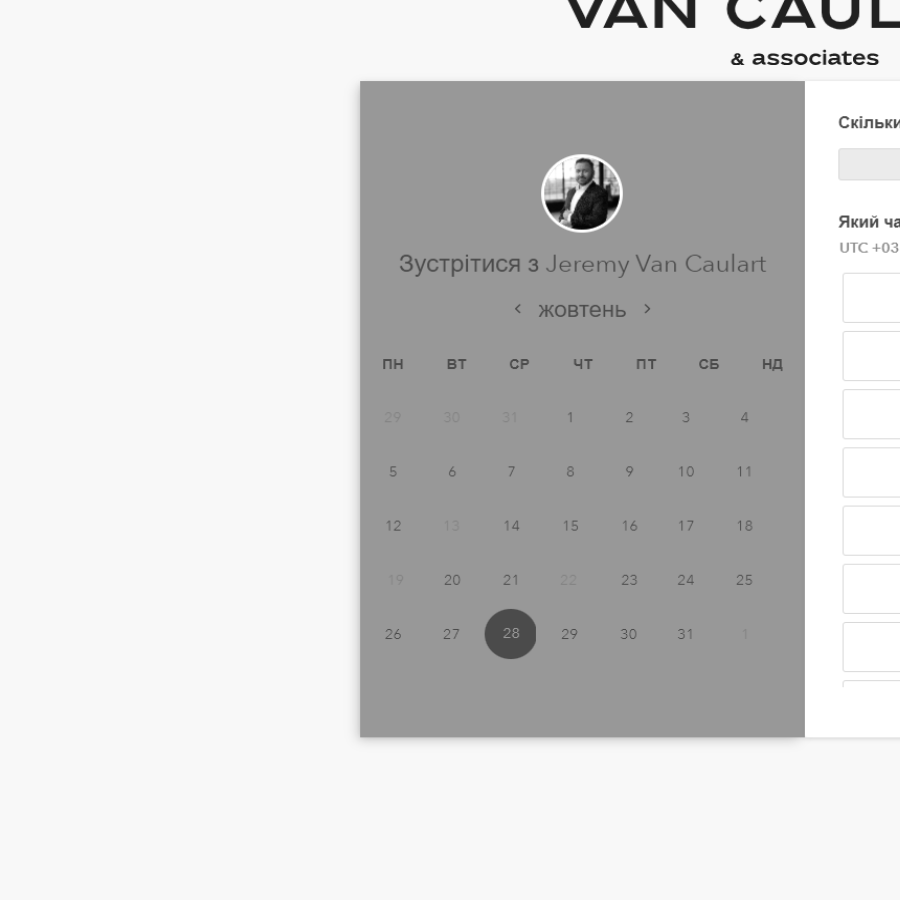 VAN CAUL
& associates
Зустрітися з Jeremy Van Caulart
жовтень
ПН ВТ СР ЧТ ПТ СБ НД
29 30 31 1 2 3 4
5 6 7 8 9 10 11
12 13 14 15 16 17 18
19 20 21 22 23 24 25
26 27 28 29 30 31 1
Скільки
Який ча
UTC +03